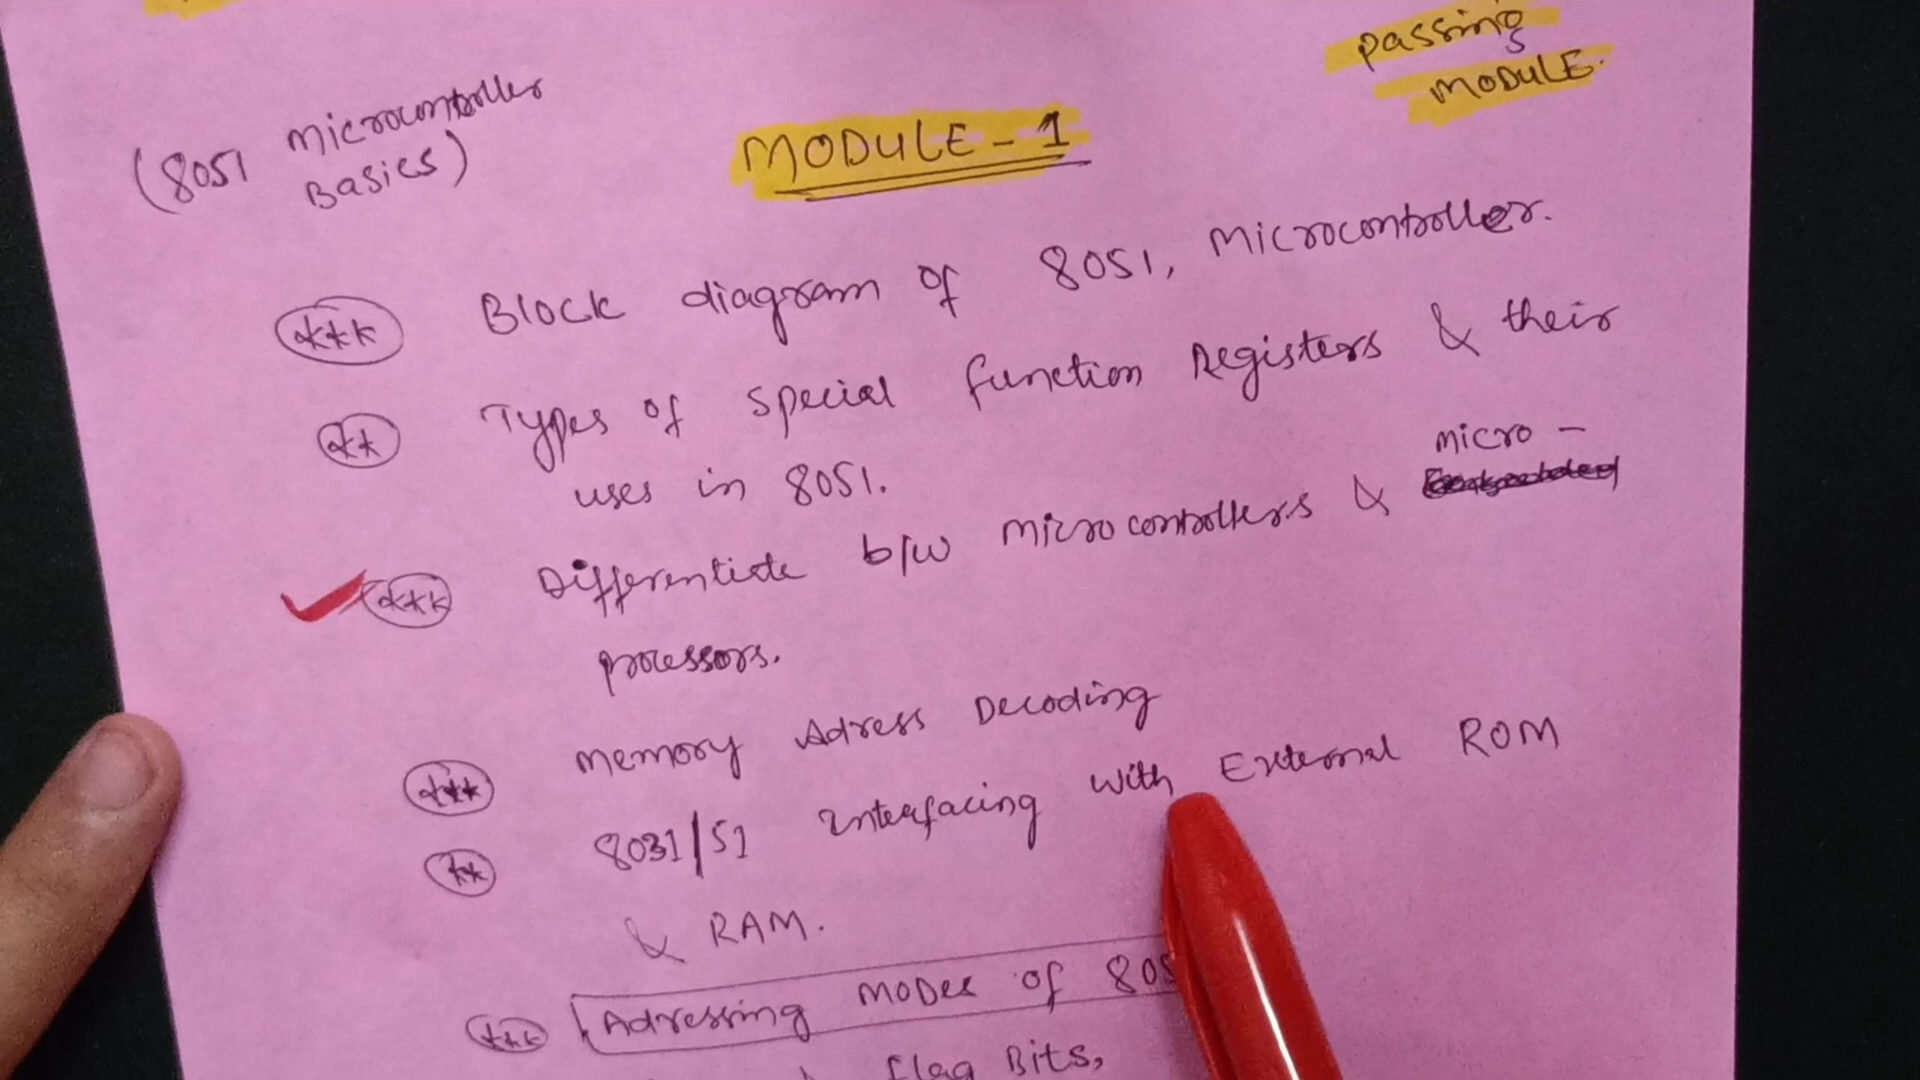 passing
MODULE.
(8051 Microcontroller
Basics)
MODULE - 1
*** Block diagram of 8051, Microcontroller.
** Types of special function Registers & their
uses in 8051.
micro -
*** Differentiate b/w Microcontrollers &
processors.
*** Memory Adress Decoding
** 8031/51 Interfacing with External ROM
& RAM.
*** Adressing Modes of 805
flag Bits,